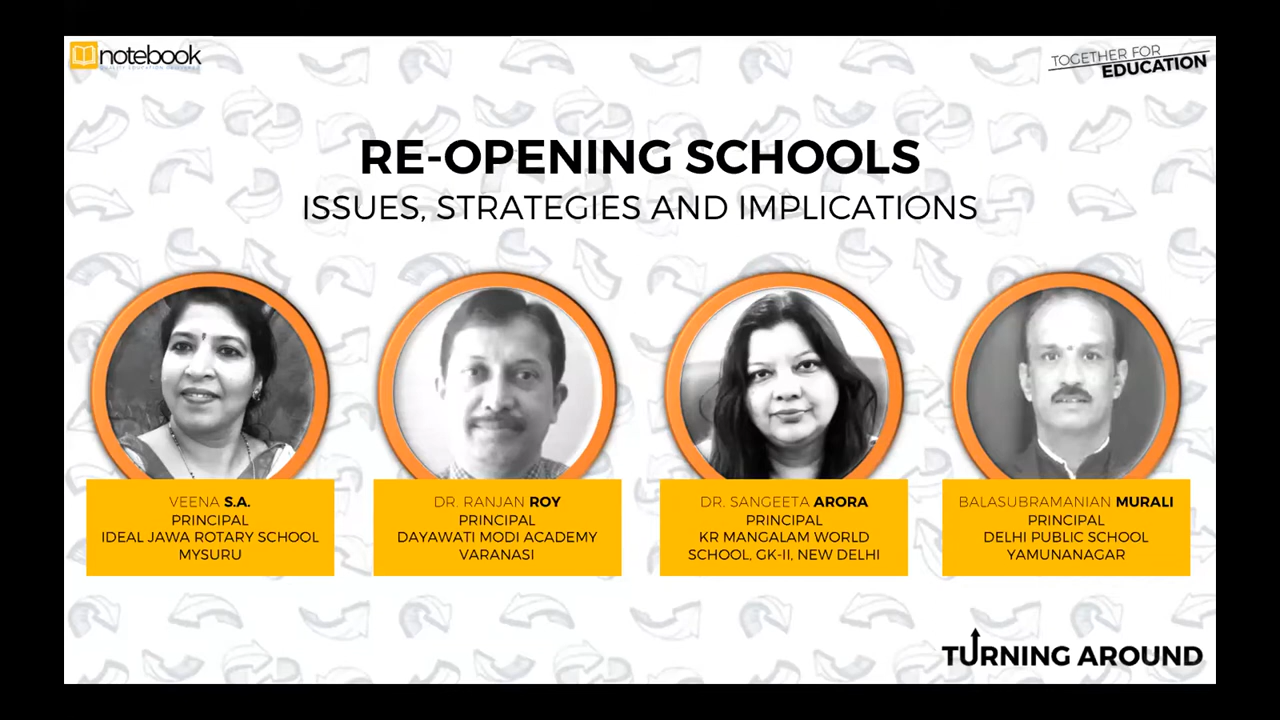 notebook
TOGETHER FOR
EDUCATION
RE-OPENING SCHOOLS
ISSUES, STRATEGIES AND IMPLICATIONS
VEENA S.A.
PRINCIPAL
IDEAL JAWA ROTARY SCHOOL
MYSURU
DR. RANJAN ROY
PRINCIPAL
DAYAWATI MODI ACADEMY
VARANASI
DR. SANGEETA ARORA
PRINCIPAL
KR MANGALAM WORLD
SCHOOL, GK-II, NEW DELHI
BALASUBRAMANIAN MURALI
PRINCIPAL
DELHI PUBLIC SCHOOL
YAMUNANAGAR
TURNING AROUND